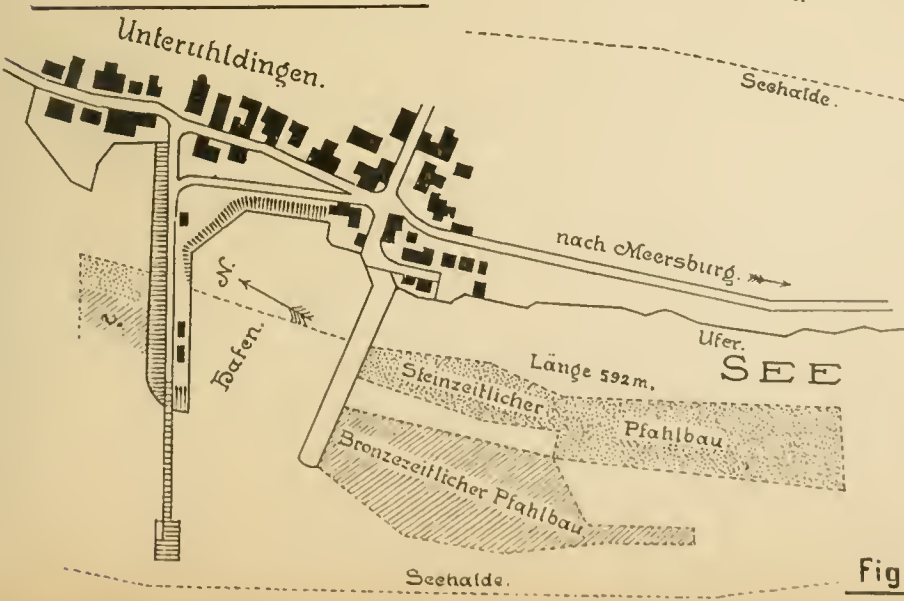 Unteruhldingen.
Seehalde.
nach Meersburg.
N.
Hafen.
Ufer.
SEE
Länge 592m.
Steinzeitlicher
Pfahlbau
Bronzezeitlicher Pfahlbau
Seehalde.
Fig